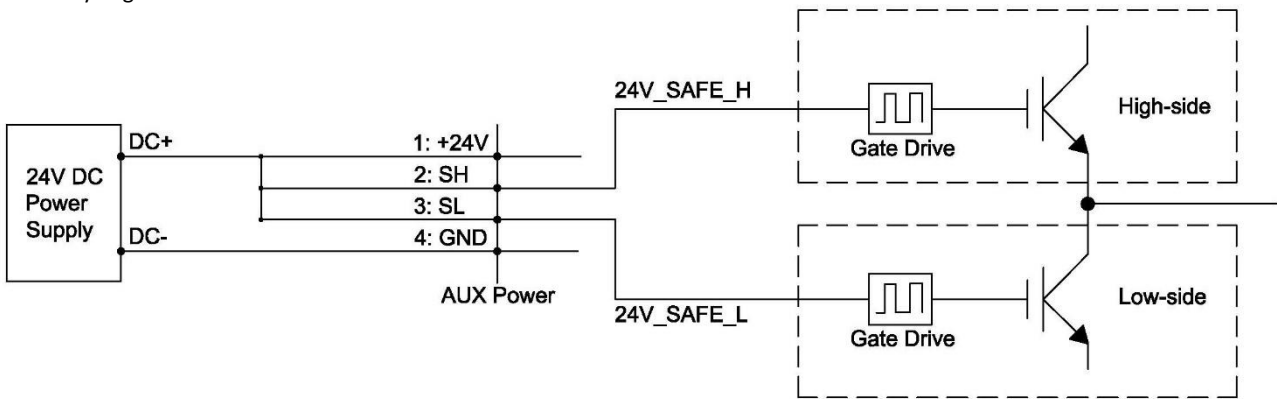 24V_SAFE_H
High-side
Gate Drive
DC+
1: +24V
24V DC
Power
Supply
2: SH
3: SL
DC-
4: GND
AUX Power
24V_SAFE_L
Low-side
Gate Drive